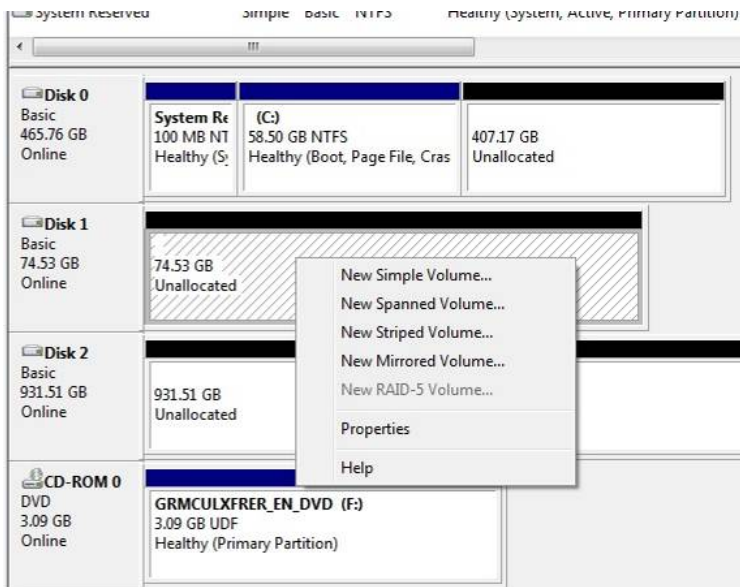 System Reserved Simple Basic NTFS Healthy (System, Active, Primary Partition)
Disk 0
Basic
465.76 GB
Online
System Re
100 MB NT
Healthy (Sy
(C:)
58.50 GB NTFS
Healthy (Boot, Page File, Cras
407.17 GB
Unallocated
Disk 1
Basic
74.53 GB
Online
74.53 GB
Unallocated
New Simple Volume...
New Spanned Volume...
New Striped Volume...
New Mirrored Volume...
New RAID-5 Volume...
Properties
Help
Disk 2
Basic
931.51 GB
Online
931.51 GB
Unallocated
CD-ROM 0
DVD
3.09 GB
Online
GRMCULXFRER_EN_DVD (F:)
3.09 GB UDF
Healthy (Primary Partition)